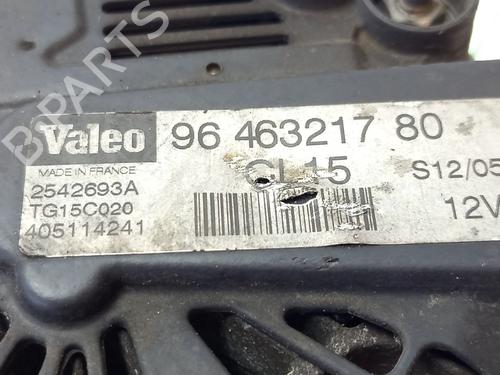 BPARTS
Valeo
96 463217 80
MADE IN FRANCE
CL15
S12/05
2542693A
TG15C020
12V
405114241